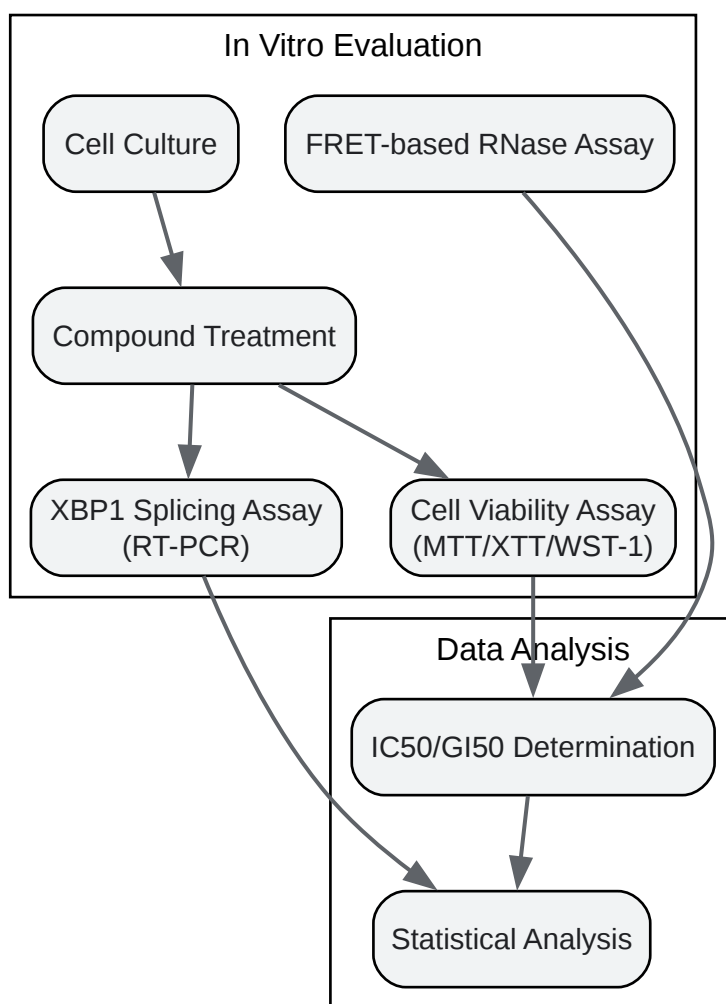 In Vitro Evaluation
Cell Culture
FRET-based RNase Assay
Compound Treatment
XBP1 Splicing Assay
(RT-PCR)
Cell Viability Assay
(MTT/XTT/WST-1)
Data Analysis
IC50/GI50 Determination
Statistical Analysis